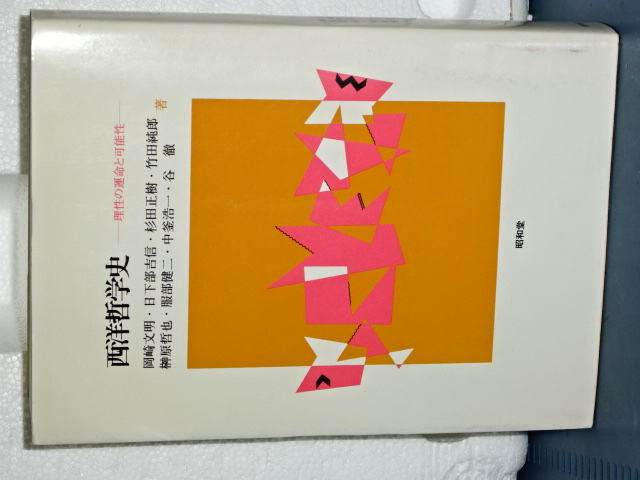 西洋哲学史
——理性の運命と可能性——
岡崎文明・日下部吉信・杉田正樹・竹田純郎
榊原哲也・服部健二・中釜浩一・谷 徹
著
昭和堂